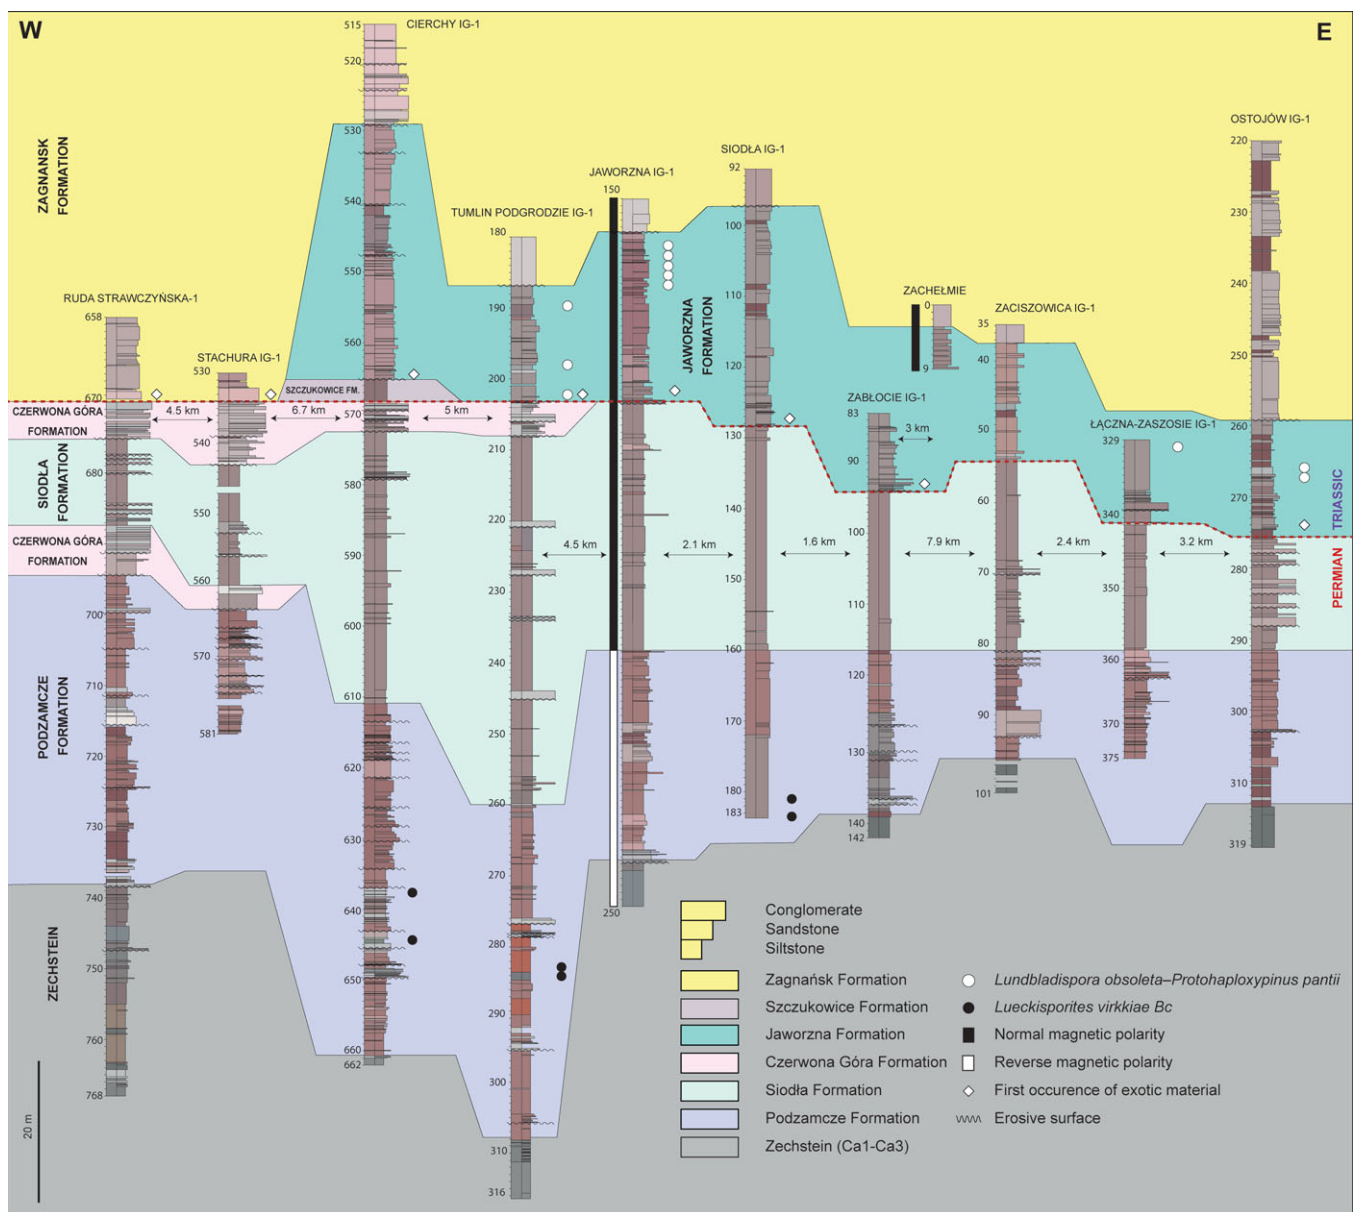 W
E
ZAGNANSK
FORMATION
CZERWONA GÓRA
FORMATION
SIODŁA
FORMATION
CZERWONA GÓRA
FORMATION
PODZAMCZE
FORMATION
ZECHSTEIN
20 m
RUDA STRAWCZYŃSKA-1
658
670
680
700
710
720
730
740
750
760
768
4.5 km
STACHURA IG-1
530
540
550
560
570
581
6.7 km
CIERCHY IG-1
515
520
530
540
550
560
570
580
590
600
610
620
630
640
650
660
662
SZCZUKOWICE FM.
5 km
TUMLIN PODGRODZIE IG-1
180
190
200
210
220
230
240
250
260
270
280
290
300
310
316
4.5 km
JAWORZNA IG-1
150
250
2.1 km
JAWORZNA
FORMATION
SIODŁA IG-1
92
100
110
120
130
140
150
160
170
180
183
1.6 km
ZABŁOCIE IG-1
83
90
100
110
120
130
140
142
3 km
7.9 km
ZACHEŁMIE
0
9
ZACISZOWICA IG-1
35
40
50
60
70
80
90
101
2.4 km
ŁĄCZNA-ZASZOSIE IG-1
329
340
350
360
370
375
3.2 km
OSTOJÓW IG-1
220
230
240
250
260
270
280
290
300
310
319
TRIASSIC
PERMIAN
Conglomerate
Sandstone
Siltstone
Zagnańsk Formation
Szczukowice Formation
Jaworzna Formation
Czerwona Góra Formation
Siodła Formation
Podzamcze Formation
Zechstein (Ca1-Ca3)
Lundbladispora obsoleta–Protohaploxypinus pantii
Lueckisporites virkkiae Bc
Normal magnetic polarity
Reverse magnetic polarity
First occurence of exotic material
Erosive surface